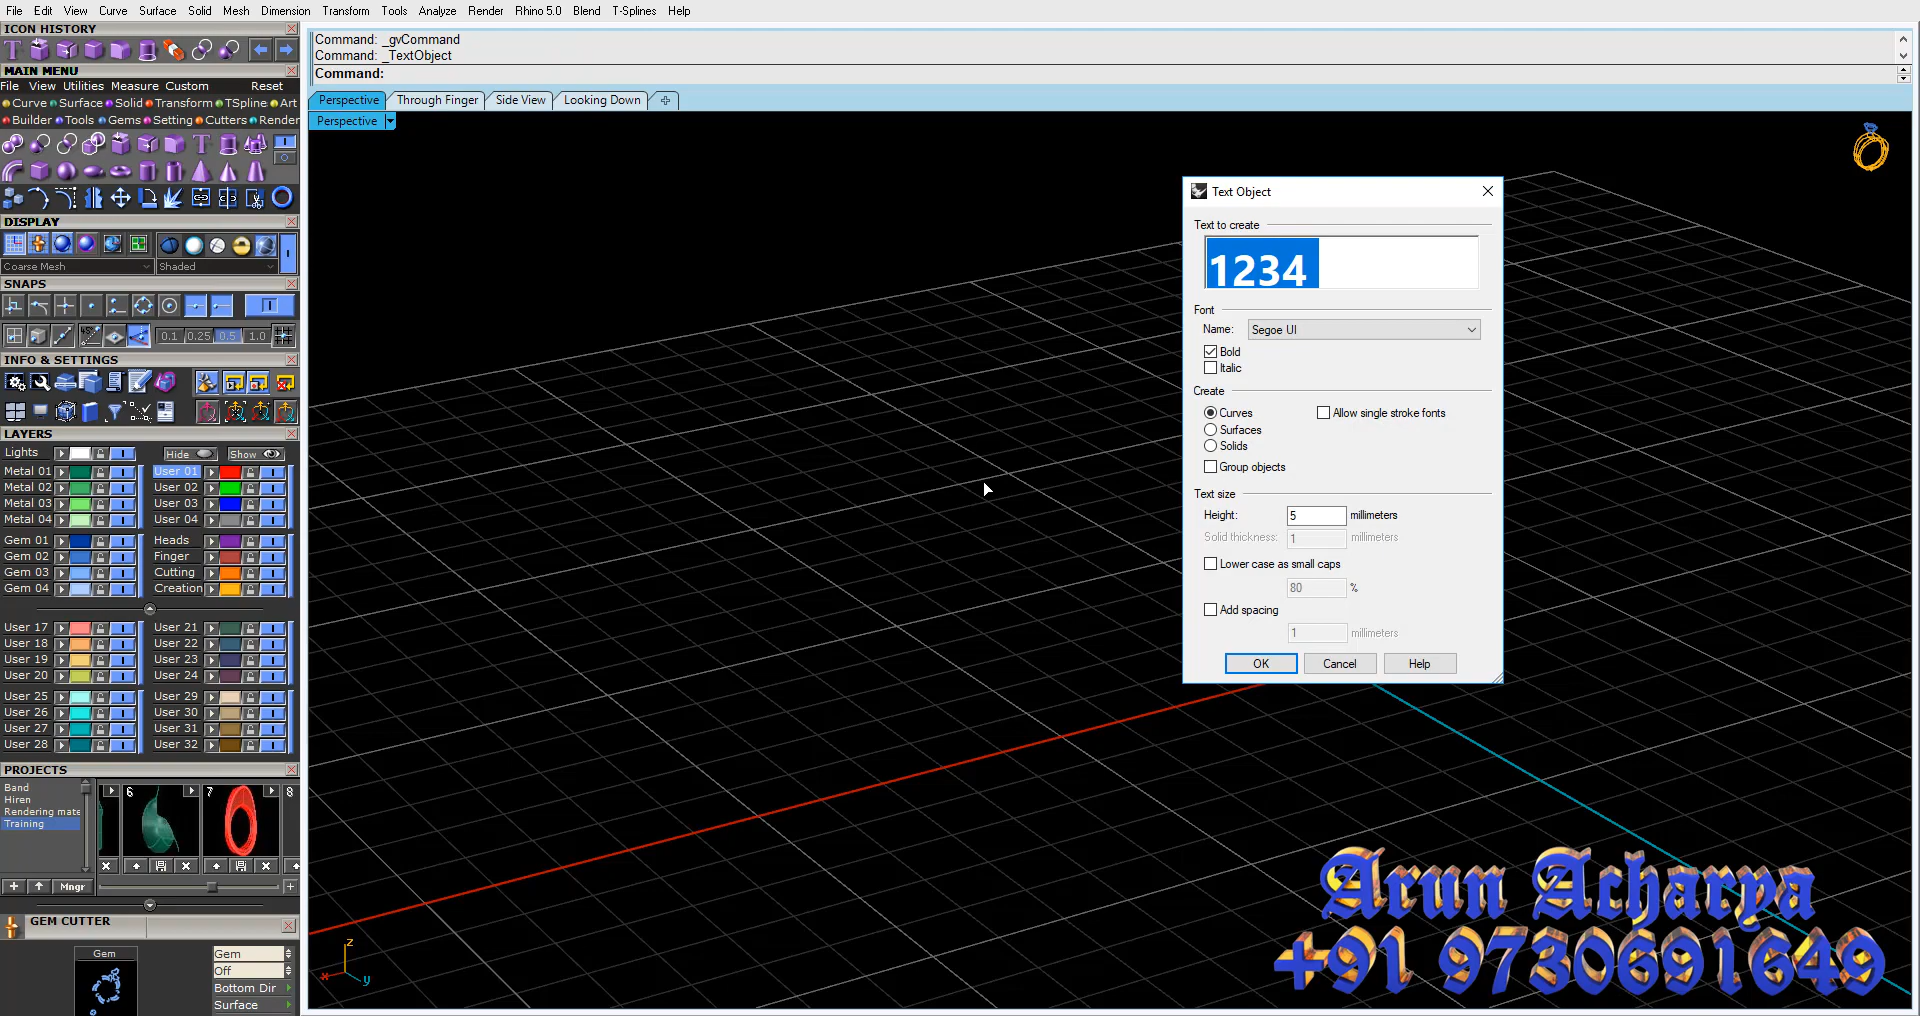 File Edit View Curve Surface Solid Mesh Dimension Transform Tools Analyze Render Rhino 5.0 Blend T-Splines Help
ICON HISTORY
MAIN MENU
File View Utilities Measure Custom Reset
Curve Surface Solid Transform TSpline Art
Builder Tools Gems Setting Cutters Render
DISPLAY
Coarse Mesh Shaded
SNAPS
0.1 0.25 0.5 1.0
INFO & SETTINGS
LAYERS
Lights Hide Show
Metal 01 User 01
Metal 02 User 02
Metal 03 User 03
Metal 04 User 04
Gem 01 Heads
Gem 02 Finger
Gem 03 Cutting
Gem 04 Creation
User 17 User 21
User 18 User 22
User 19 User 23
User 20 User 24
User 25 User 29
User 26 User 30
User 27 User 31
User 28 User 32
PROJECTS
Band
Hiren
Rendering mate
Training
6 7 8
Mngr
GEM CUTTER
Gem
Gem
Off
Bottom Dir
Surface
Command: _gvCommand
Command: _TextObject
Command:
Perspective Through Finger Side View Looking Down
Perspective
Text Object
Text to create
1234
Font
Name: Segoe UI
Bold
Italic
Create
Curves Allow single stroke fonts
Surfaces
Solids
Group objects
Text size
Height: 5 millimeters
Solid thickness: 1 millimeters
Lower case as small caps
80 %
Add spacing
1 millimeters
OK Cancel Help
z
x y
Arun Acharya
+91 9730691649